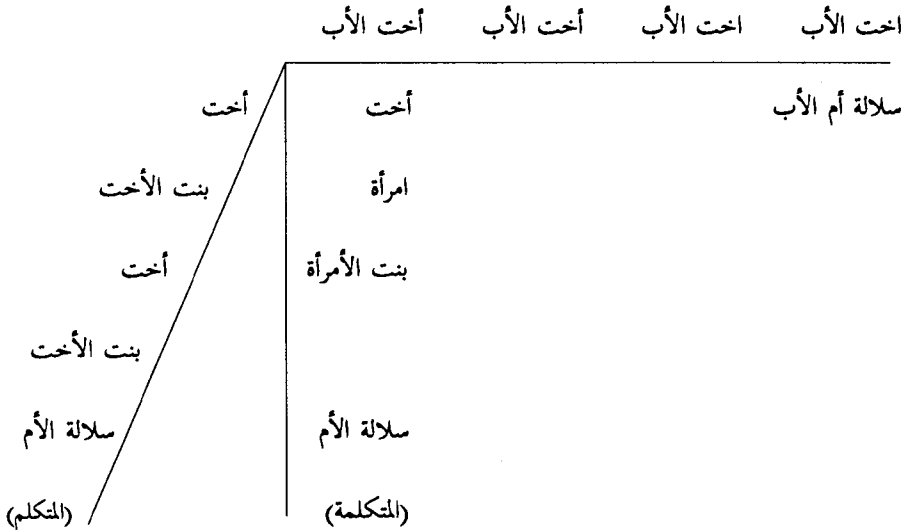 اخت الأب اخت الأب أخت الأب أخت الأب
سلالة أم الأب أخت أخت
امرأة بنت الأخت
بنت الأمرأة أخت
بنت الأخت
سلالة الأم سلالة الأم
(المتكلمة) (المتكلم)